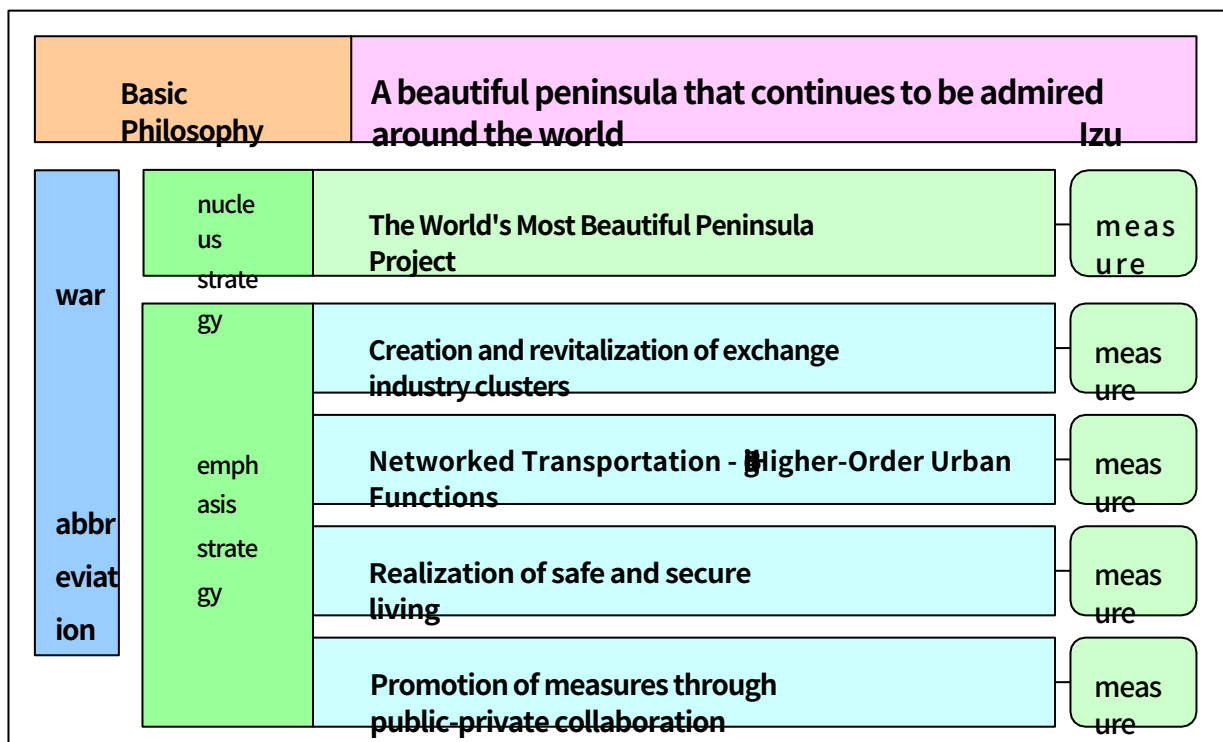 Basic
Philosophy
A beautiful peninsula that continues to be admired
around the world Izu
war
abbr
eviat
ion
nucle
us
strate
gy
The World's Most Beautiful Peninsula
Project
meas
ure
emph
asis
strate
gy
Creation and revitalization of exchange
industry clusters
meas
ure
Networked Transportation - Higher-Order Urban
Functions
meas
ure
Realization of safe and secure
living
meas
ure
Promotion of measures through
public-private collaboration
meas
ure